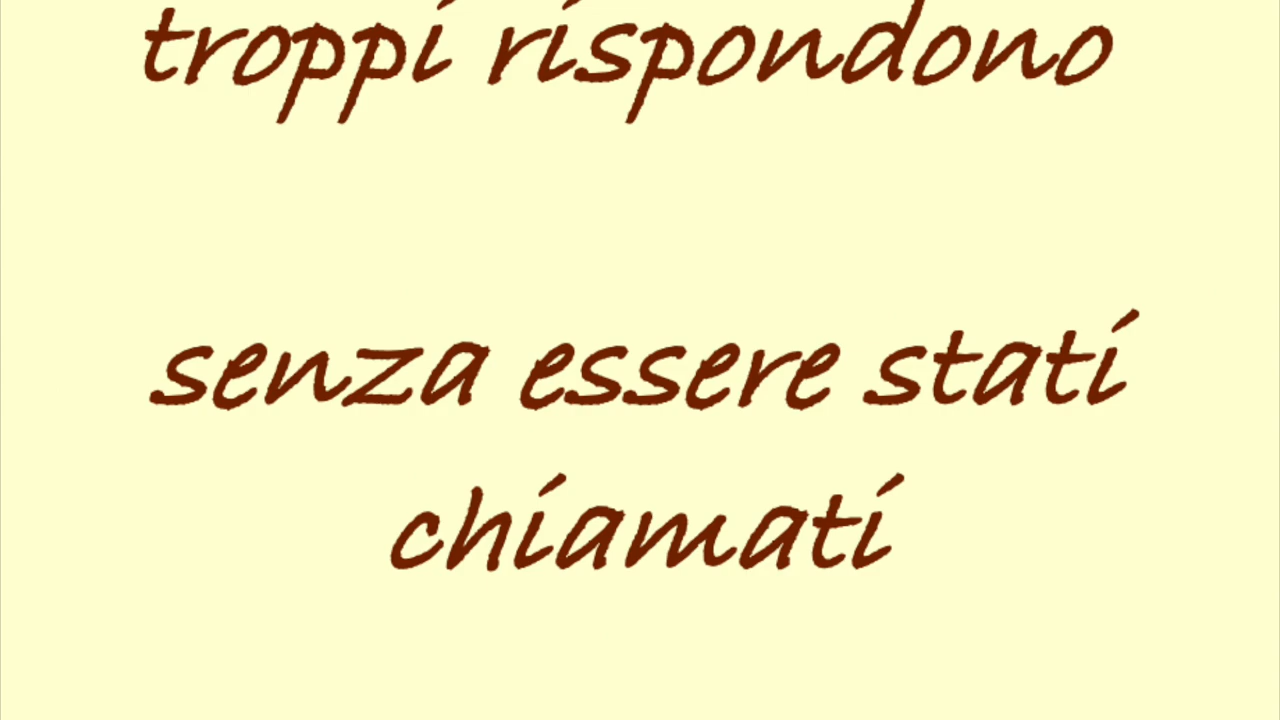 troppi rispondono
senza essere stati
chiamati